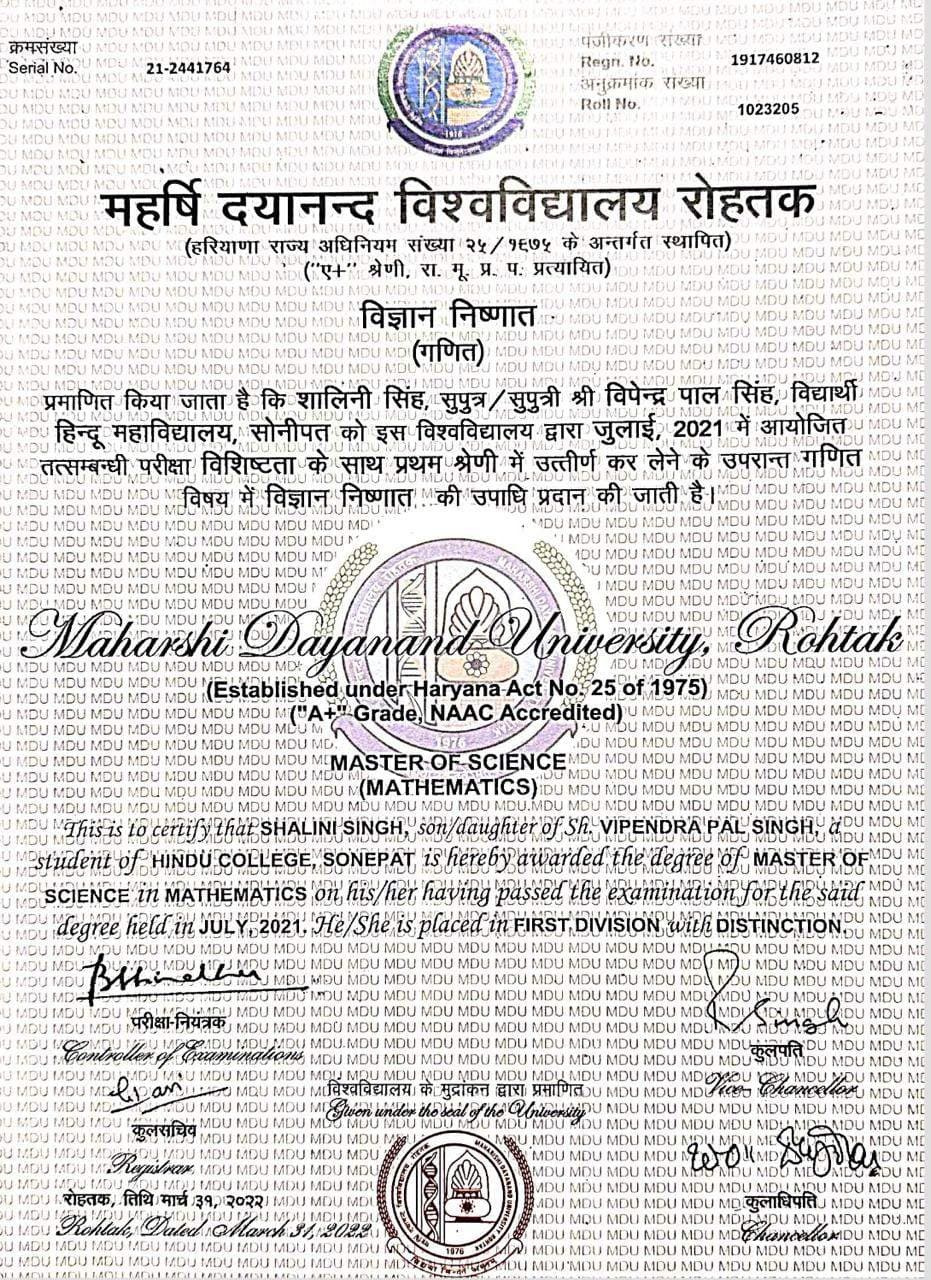 क्रमसंख्या
Serial No. 21-2441764
पंजीकरण संख्या
Regn. No. 1917460812
अनुक्रमांक संख्या
Roll No. 1023205
महर्षि दयानन्द विश्वविद्यालय रोहतक
(हरियाणा राज्य अधिनियम संख्या २५/१९७५ के अन्तर्गत स्थापित)
("ए+" श्रेणी, रा. मू. प्र. प. प्रत्यायित)
विज्ञान निष्णात
(गणित)
प्रमाणित किया जाता है कि शालिनी सिंह, सुपुत्र/सुपुत्री श्री विपेन्द्र पाल सिंह, विद्यार्थी
हिन्दू महाविद्यालय, सोनीपत को इस विश्वविद्यालय द्वारा जुलाई, 2021 में आयोजित
तत्सम्बन्धी परीक्षा विशिष्टता के साथ प्रथम श्रेणी में उत्तीर्ण कर लेने के उपरान्त गणित
विषय में विज्ञान निष्णात की उपाधि प्रदान की जाती है।
Maharshi Dayanand University, Rohtak
(Established under Haryana Act No. 25 of 1975)
("A+" Grade, NAAC Accredited)
1976
MASTER OF SCIENCE
(MATHEMATICS)
This is to certify that SHALINI SINGH, son/daughter of Sh. VIPENDRA PAL SINGH, a
student of HINDU COLLEGE, SONEPAT is hereby awarded the degree of MASTER OF
SCIENCE in MATHEMATICS on his/her having passed the examination for the said
degree held in JULY, 2021. He/She is placed in FIRST DIVISION with DISTINCTION.
परीक्षा-नियंत्रक
Controller of Examinations
R. Singh
कुलपति
Vice-Chancellor
विश्वविद्यालय के मुद्रांकन द्वारा प्रमाणित
Given under the seal of the University
कुलसचिव
Registrar
रोहतक, तिथि मार्च ३१, २०२२
Rohtak, Dated March 31, 2022
1976
कुलाधिपति
Chancellor